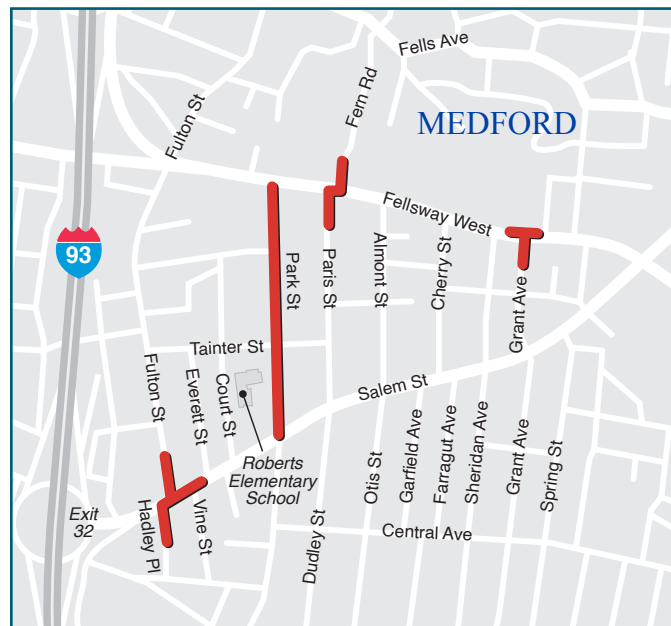 Fells Ave
Fern Rd
MEDFORD
Fulton St
Fellsway West
93
Park St
Paris St
Almont St
Cherry St
Grant Ave
Tainter St
Fulton St
Everett St
Court St
Salem St
Roberts
Elementary
School
Otis St
Garfield Ave
Farragut Ave
Sheridan Ave
Grant Ave
Spring St
Exit
32
Hadley Pl
Vine St
Dudley St
Central Ave